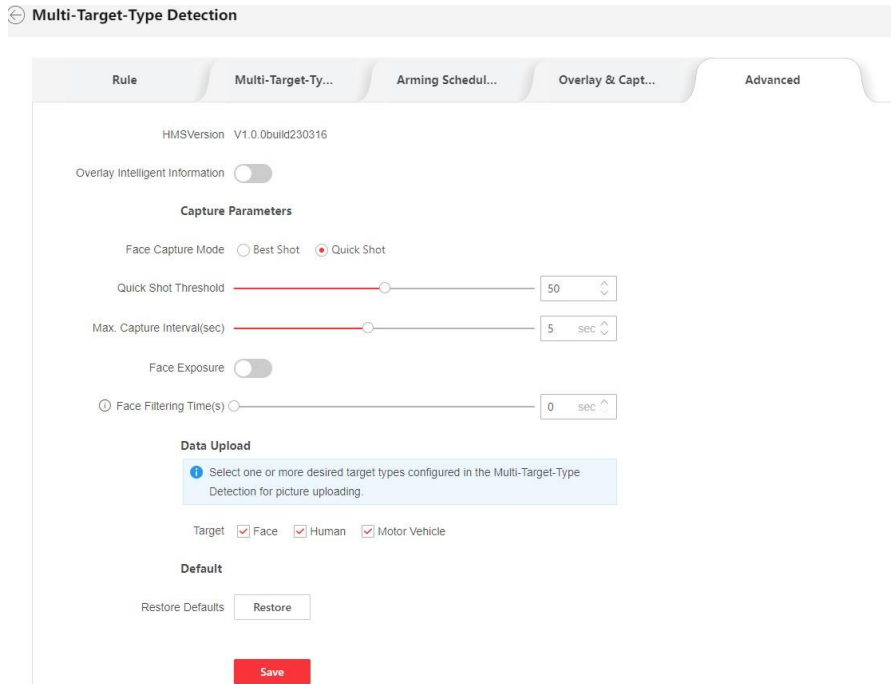 Multi-Target-Type Detection
Rule Multi-Target-Ty... Arming Schedul... Overlay & Capt... Advanced
HMSVersion V1.0.0build230316
Overlay Intelligent Information
Capture Parameters
Face Capture Mode Best Shot Quick Shot
Quick Shot Threshold 50
Max. Capture Interval(sec) 5 sec
Face Exposure
Face Filtering Time(s) 0 sec
Data Upload
Select one or more desired target types configured in the Multi-Target-Type
Detection for picture uploading.
Target Face Human Motor Vehicle
Default
Restore Defaults Restore
Save